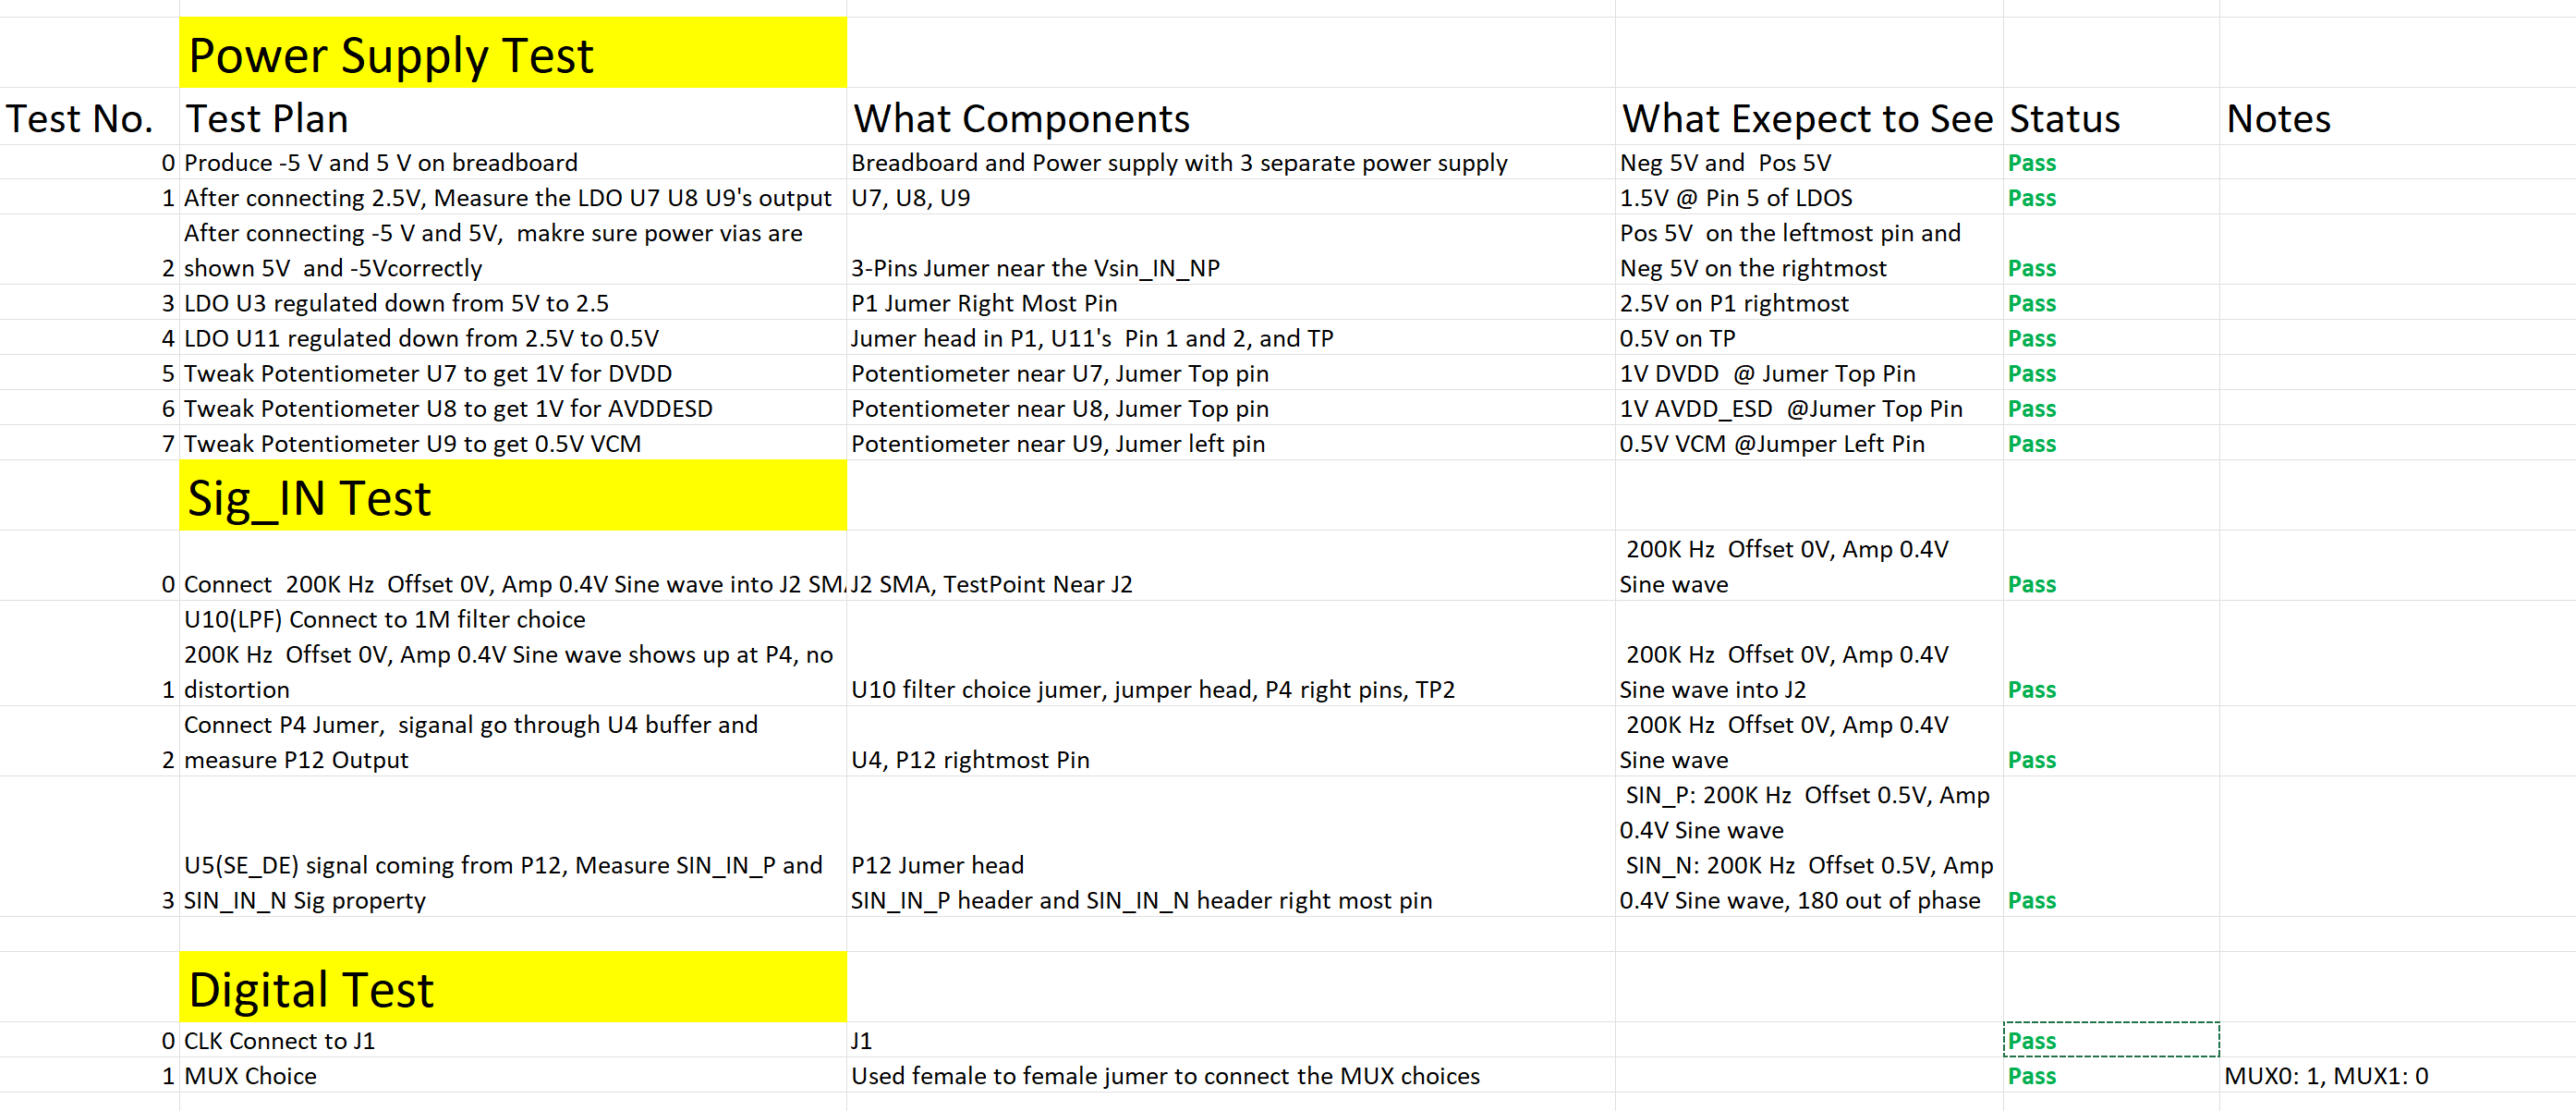 Power Supply Test
Test No. Test Plan What Components What Exepect to See Status Notes
0 Produce -5 V and 5 V on breadboard Breadboard and Power supply with 3 separate power supply Neg 5V and  Pos 5V Pass
1 After connecting 2.5V, Measure the LDO U7 U8 U9's output U7, U8, U9 1.5V @ Pin 5 of LDOS Pass
After connecting -5 V and 5V,  makre sure power vias are Pos 5V  on the leftmost pin and
2 shown 5V  and -5Vcorrectly 3-Pins Jumer near the Vsin_IN_NP Neg 5V on the rightmost Pass
3 LDO U3 regulated down from 5V to 2.5 P1 Jumer Right Most Pin 2.5V on P1 rightmost Pass
4 LDO U11 regulated down from 2.5V to 0.5V Jumer head in P1, U11's  Pin 1 and 2, and TP 0.5V on TP Pass
5 Tweak Potentiometer U7 to get 1V for DVDD Potentiometer near U7, Jumer Top pin 1V DVDD  @ Jumer Top Pin Pass
6 Tweak Potentiometer U8 to get 1V for AVDDESD Potentiometer near U8, Jumer Top pin 1V AVDD_ESD  @Jumer Top Pin Pass
7 Tweak Potentiometer U9 to get 0.5V VCM Potentiometer near U9, Jumer left pin 0.5V VCM @Jumper Left Pin Pass
Sig_IN Test
200K Hz  Offset 0V, Amp 0.4V
0 Connect  200K Hz  Offset 0V, Amp 0.4V Sine wave into J2 SM J2 SMA, TestPoint Near J2 Sine wave Pass
U10(LPF) Connect to 1M filter choice
200K Hz  Offset 0V, Amp 0.4V Sine wave shows up at P4, no 200K Hz  Offset 0V, Amp 0.4V
1 distortion U10 filter choice jumer, jumper head, P4 right pins, TP2 Sine wave into J2 Pass
Connect P4 Jumer,  siganal go through U4 buffer and 200K Hz  Offset 0V, Amp 0.4V
2 measure P12 Output U4, P12 rightmost Pin Sine wave Pass
SIN_P: 200K Hz  Offset 0.5V, Amp
0.4V Sine wave
U5(SE_DE) signal coming from P12, Measure SIN_IN_P and P12 Jumer head SIN_N: 200K Hz  Offset 0.5V, Amp
3 SIN_IN_N Sig property SIN_IN_P header and SIN_IN_N header right most pin 0.4V Sine wave, 180 out of phase Pass
Digital Test
0 CLK Connect to J1 J1 Pass
1 MUX Choice Used female to female jumer to connect the MUX choices Pass MUX0: 1, MUX1: 0